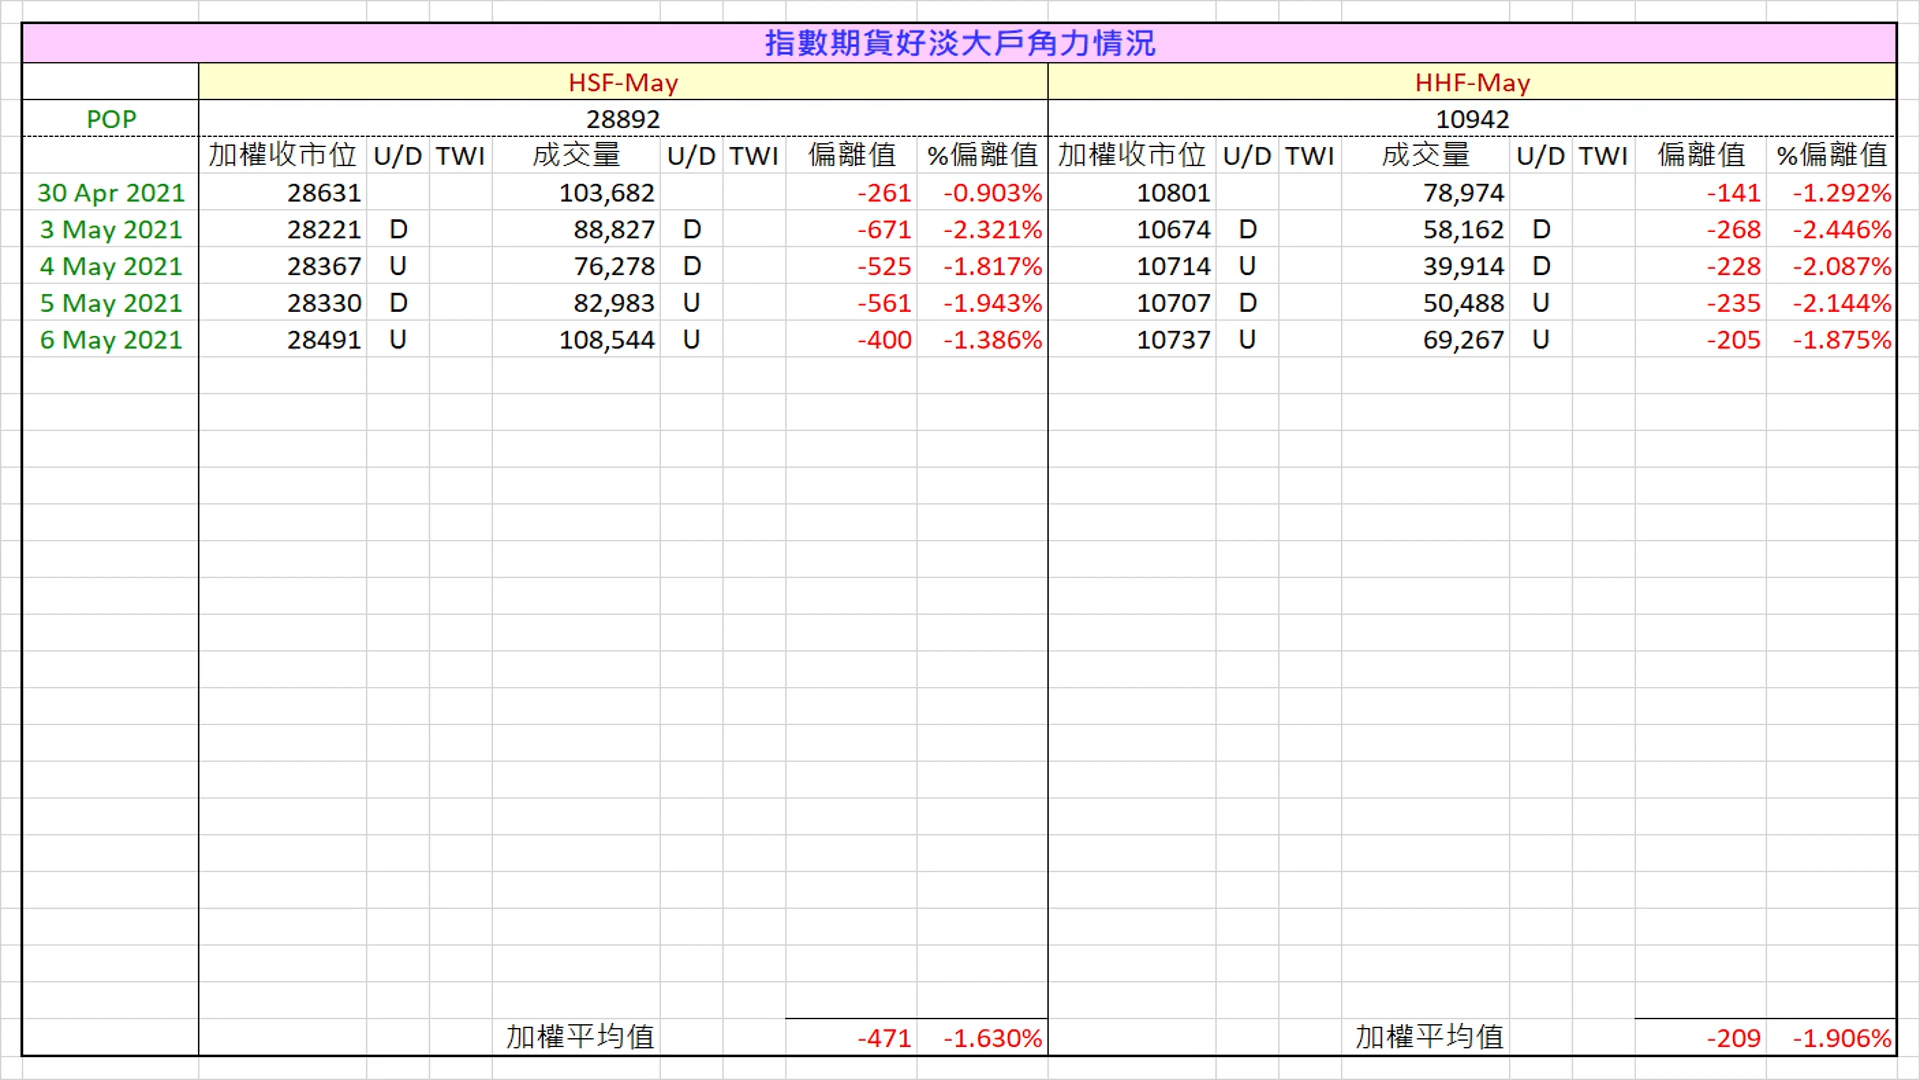 指數期貨好淡大戶角力情況
HSF-May HHF-May
POP 28892 10942
加權收市位 U/D TWI 成交量 U/D TWI 偏離值 %偏離值 加權收市位 U/D TWI 成交量 U/D TWI 偏離值 %偏離值
30 Apr 2021 28631 103,682 -261 -0.903% 10801 78,974 -141 -1.292%
3 May 2021 28221 D 88,827 D -671 -2.321% 10674 D 58,162 D -268 -2.446%
4 May 2021 28367 U 76,278 D -525 -1.817% 10714 U 39,914 D -228 -2.087%
5 May 2021 28330 D 82,983 U -561 -1.943% 10707 D 50,488 U -235 -2.144%
6 May 2021 28491 U 108,544 U -400 -1.386% 10737 U 69,267 U -205 -1.875%
加權平均值 -471 -1.630% 加權平均值 -209 -1.906%